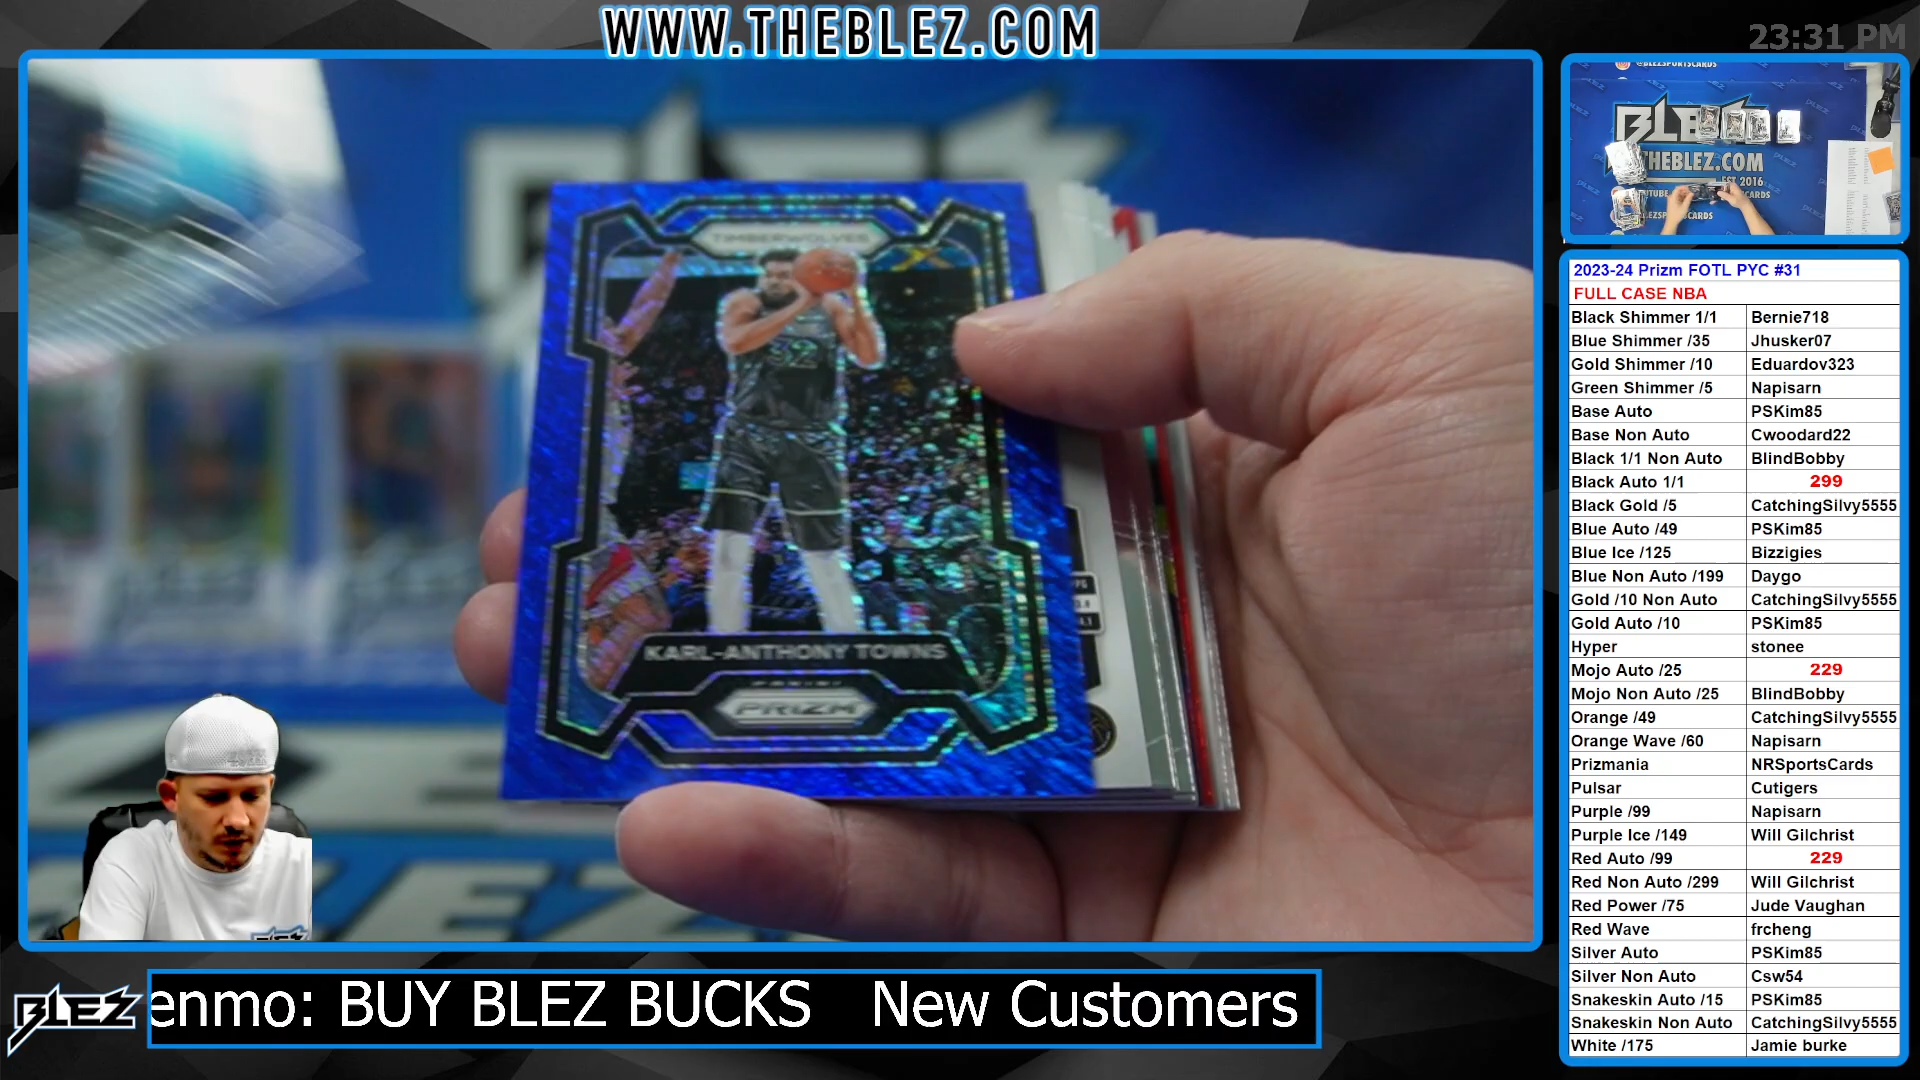 WWW.THEBLEZ.COM
23:31 PM
@BLEZSPORTSCARDS
BLEZ
THEBLEZ.COM
EST 2016
TIMBERWOLVES
32
KARL-ANTHONY TOWNS
PANINI
PRIZM
2023-24 Prizm FOTL PYC #31
FULL CASE NBA
Black Shimmer 1/1 Bernie718
Blue Shimmer /35 Jhusker07
Gold Shimmer /10 Eduardov323
Green Shimmer /5 Napisarn
Base Auto PSKim85
Base Non Auto Cwoodard22
Black 1/1 Non Auto BlindBobby
Black Auto 1/1 299
Black Gold /5 CatchingSilvy5555
Blue Auto /49 PSKim85
Blue Ice /125 Bizzigies
Blue Non Auto /199 Daygo
Gold /10 Non Auto CatchingSilvy5555
Gold Auto /10 PSKim85
Hyper stonee
Mojo Auto /25 229
Mojo Non Auto /25 BlindBobby
Orange /49 CatchingSilvy5555
Orange Wave /60 Napisarn
Prizmania NRSportsCards
Pulsar Cutigers
Purple /99 Napisarn
Purple Ice /149 Will Gilchrist
Red Auto /99 229
Red Non Auto /299 Will Gilchrist
Red Power /75 Jude Vaughan
Red Wave frcheng
Silver Auto PSKim85
Silver Non Auto Csw54
Snakeskin Auto /15 PSKim85
Snakeskin Non Auto CatchingSilvy5555
White /175 Jamie burke
BLEZ
enmo: BUY BLEZ BUCKS New Customers